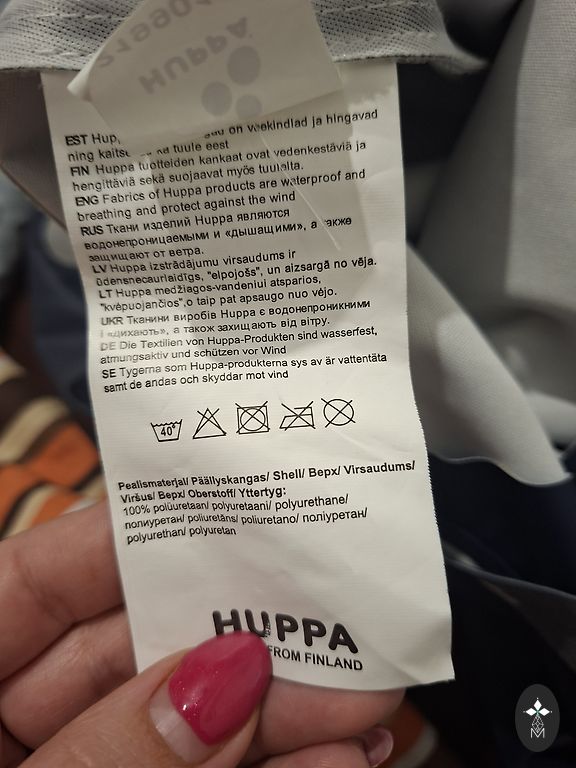 HUPPA
EST Hup on veekindlad ja hingavad
ning kaits ka tuule eest
FIN Huppa tuotteiden kankaat ovat vedenkestäviä ja
hengittäviä sekä suojaavat myös tuulelta.
ENG Fabrics of Huppa products are waterproof and
breathing and protect against the wind
RUS Ткани изделий Huppa являются
водонепроницаемыми и «дышащими», а также
защищают от ветра.
LV Huppa izstrādājumu virsaudums ir
ūdensnecaurlaidīgs, "elpojošs", un aizsargā no vēja.
LT Huppa medžiagos-vandeniui atsparios,
"kvėpuojančios",o taip pat apsaugo nuo vėjo.
UKR Тканини виробів Huppa є водонепроникними
і «дихають», а також захищають від вітру.
DE Die Textilien von Huppa-Produkten sind wasserfest,
atmungsaktiv und schützen vor Wind
SE Tygerna som Huppa-produkterna sys av är vattentäta
samt de andas och skyddar mot vind
40°
Pealismaterjal/ Päällyskangas/ Shell/ Верх/ Virsaudums/
Viršus/ Верх/ Oberstoff/ Yttertyg:
100% polüuretaan/ polyuretaani/ polyurethane/
полиуретан/ poliuretāns/ poliuretano/ поліуретан/
polyurethan/ polyuretan
HUPPA
FROM FINLAND
M